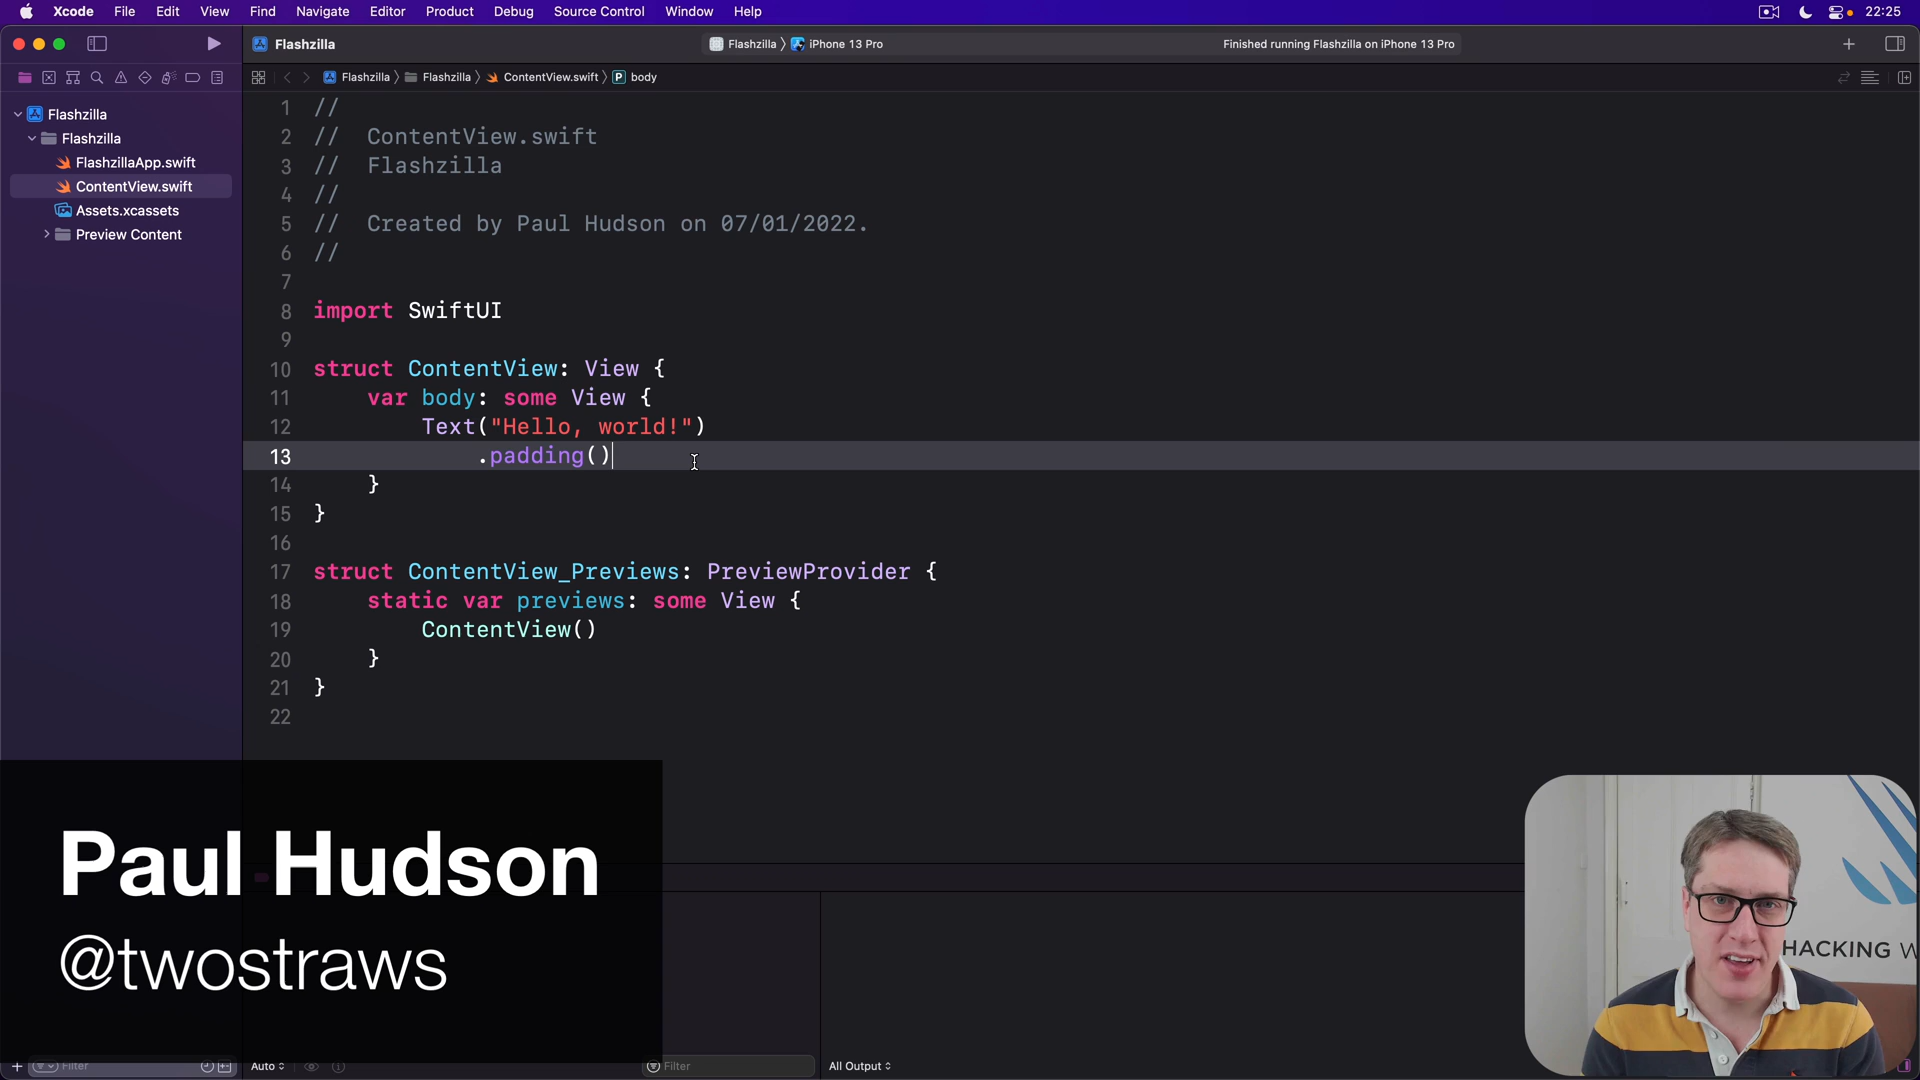 Xcode File Edit View Find Navigate Editor Product Debug Source Control Window Help 22:25
Flashzilla Flashzilla iPhone 13 Pro Finished running Flashzilla on iPhone 13 Pro
Flashzilla Flashzilla ContentView.swift P body
Flashzilla
Flashzilla
FlashzillaApp.swift
ContentView.swift
Assets.xcassets
Preview Content
1 //
2 // ContentView.swift
3 // Flashzilla
4 //
5 // Created by Paul Hudson on 07/01/2022.
6 //
7
8 import SwiftUI
9
10 struct ContentView: View {
11 var body: some View {
12 Text("Hello, world!")
13 .padding()
14 }
15 }
16
17 struct ContentView_Previews: PreviewProvider {
18 static var previews: some View {
19 ContentView()
20 }
21 }
22
Paul Hudson
@twostraws
HACKING W
Filter Auto Filter All Output